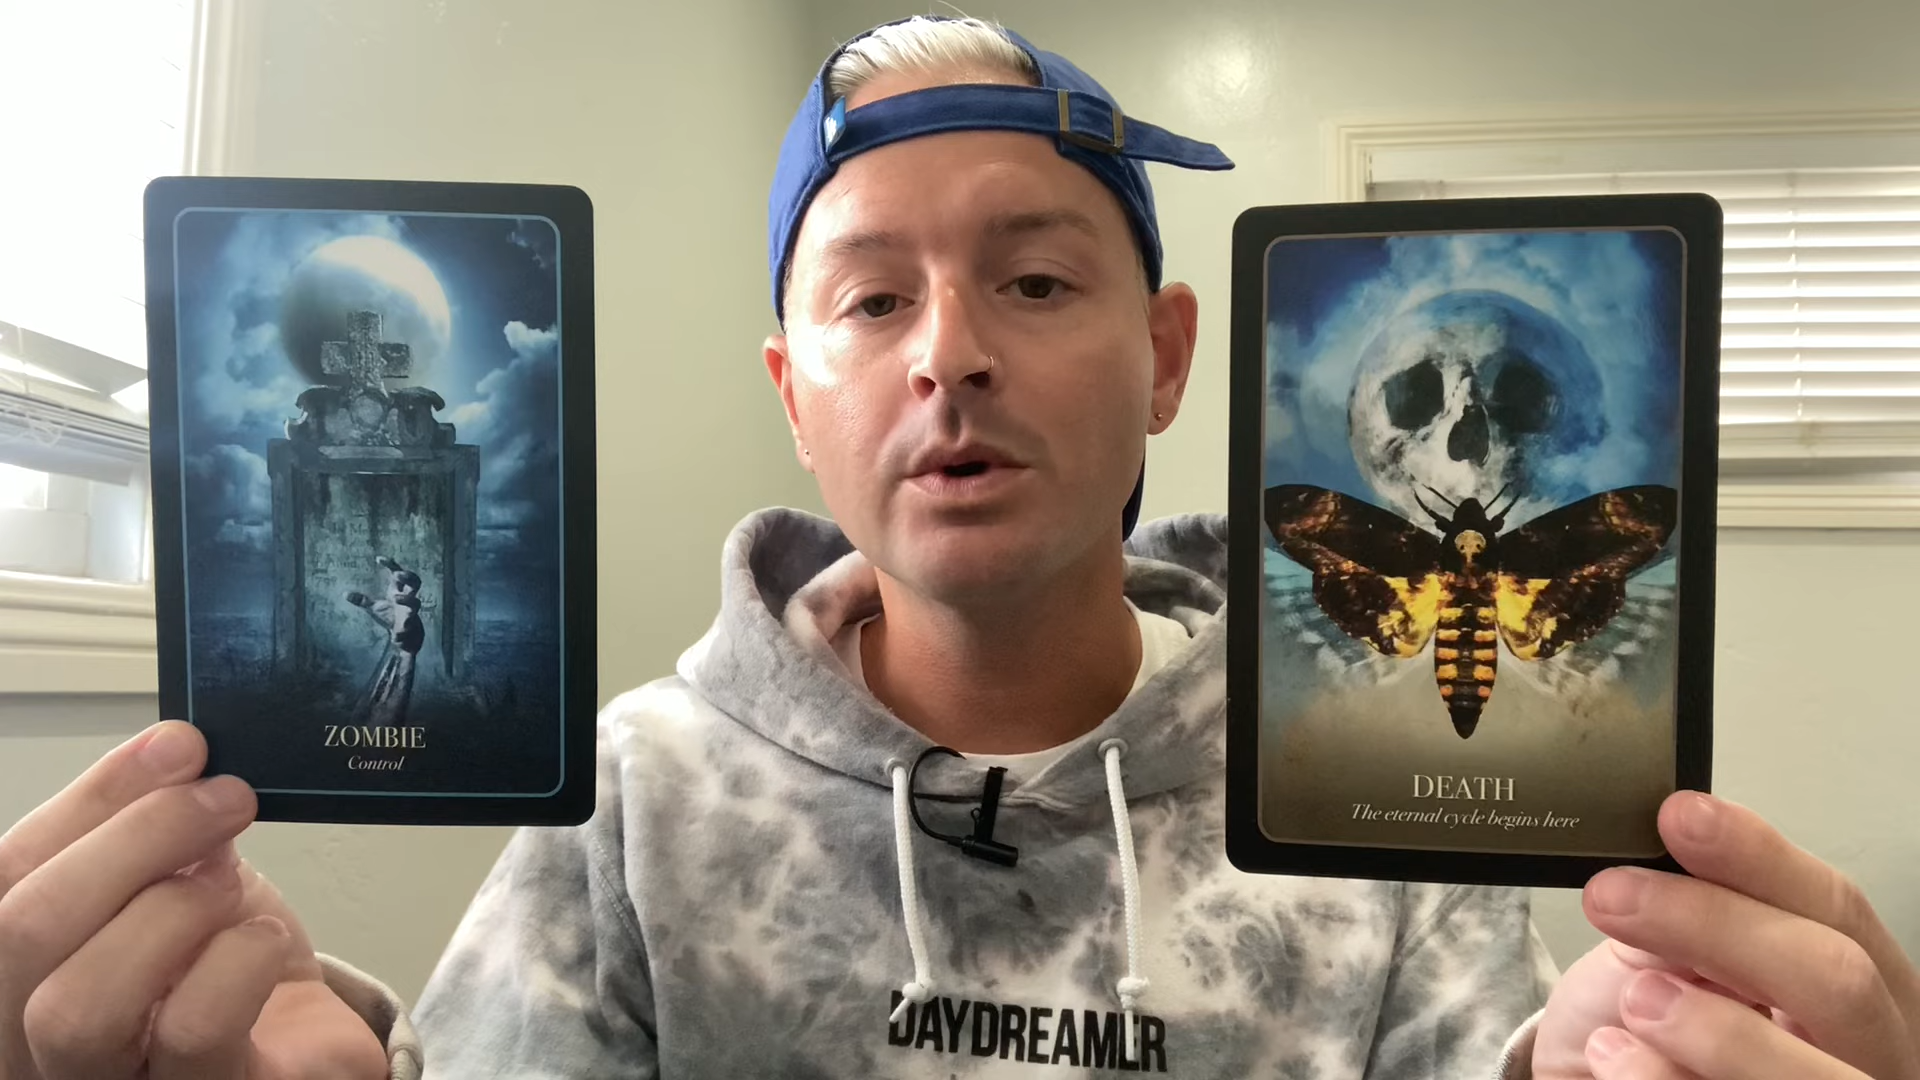 ZOMBIE
Control
DEATH
The eternal cycle begins here
DAYDREAMER